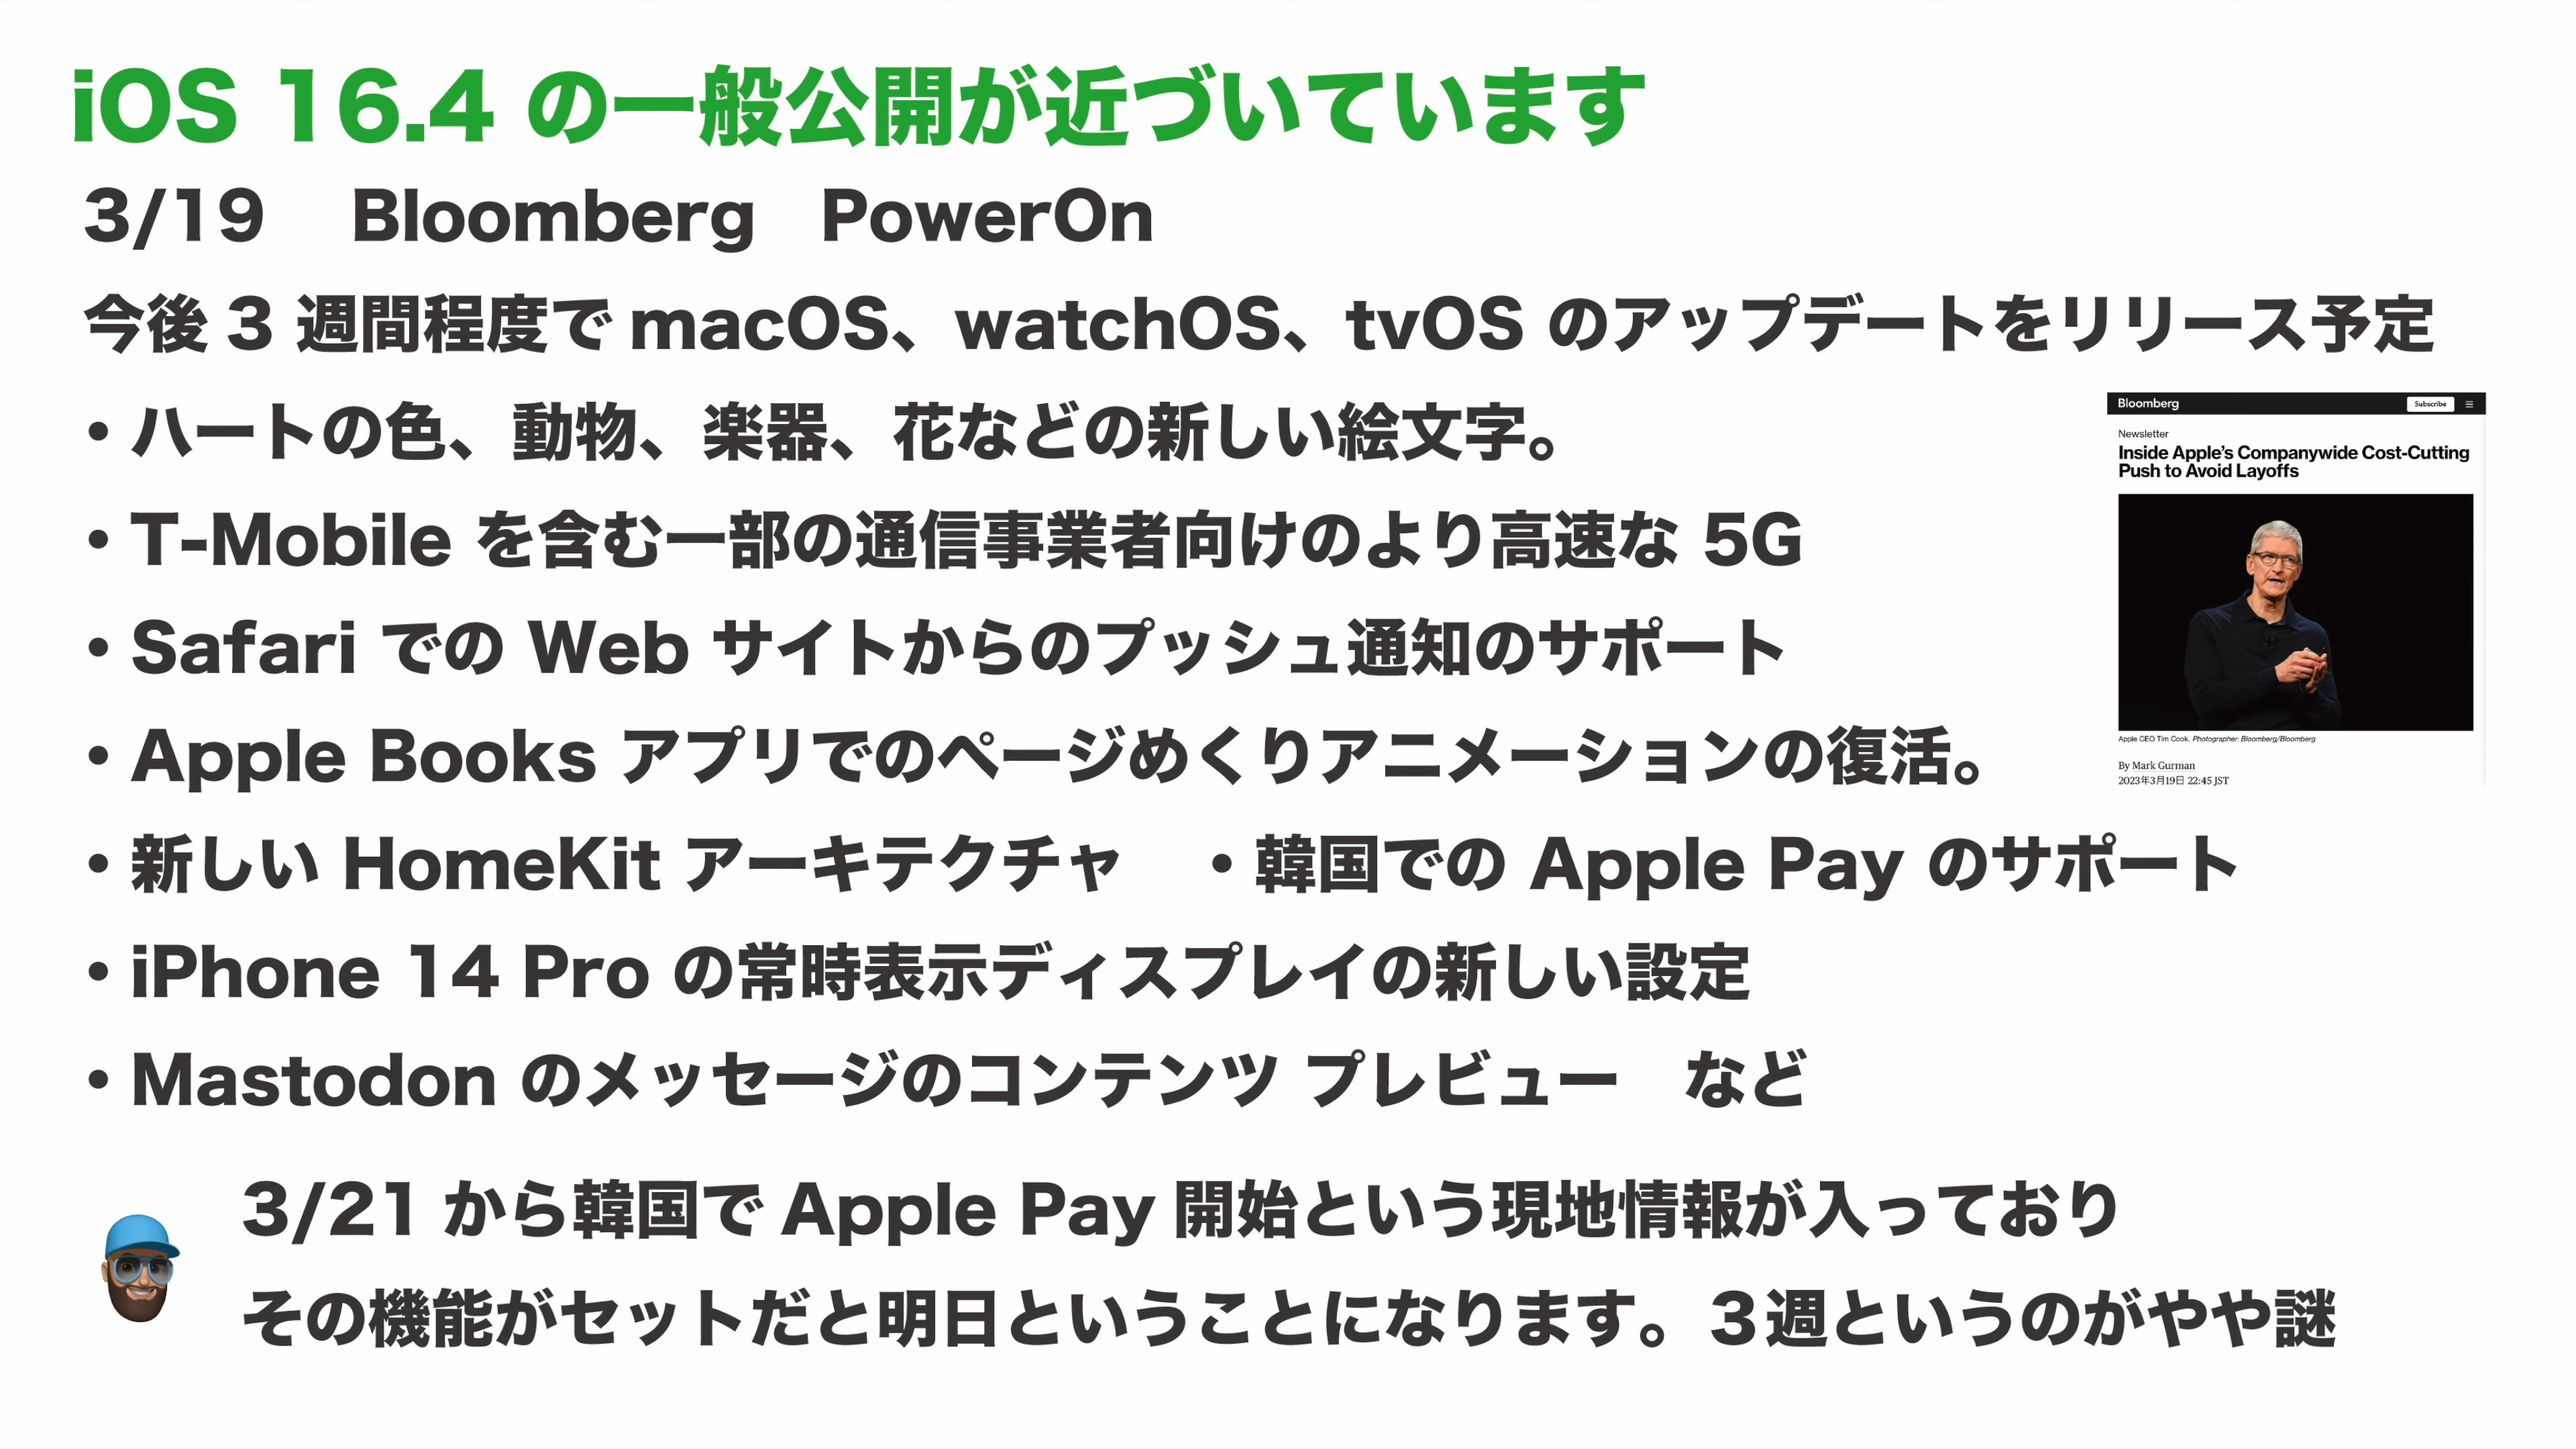 iOS 16.4 の一般公開が近づいています
3/19　Bloomberg　PowerOn
今後 3 週間程度で macOS、watchOS、tvOS のアップデートをリリース予定
• ハートの色、動物、楽器、花などの新しい絵文字。
• T-Mobile を含む一部の通信事業者向けのより高速な 5G
• Safari での Web サイトからのプッシュ通知のサポート
• Apple Books アプリでのページめくりアニメーションの復活。
• 新しい HomeKit アーキテクチャ　• 韓国での Apple Pay のサポート
• iPhone 14 Pro の常時表示ディスプレイの新しい設定
• Mastodon のメッセージのコンテンツ プレビュー　など
Bloomberg Subscribe
Newsletter
Inside Apple's Companywide Cost-Cutting
Push to Avoid Layoffs
Apple CEO Tim Cook. Photographer: Bloomberg/Bloomberg
By Mark Gurman
2023年3月19日 22:45 JST
3/21 から韓国で Apple Pay 開始という現地情報が入っており
その機能がセットだと明日ということになります。３週というのがやや謎